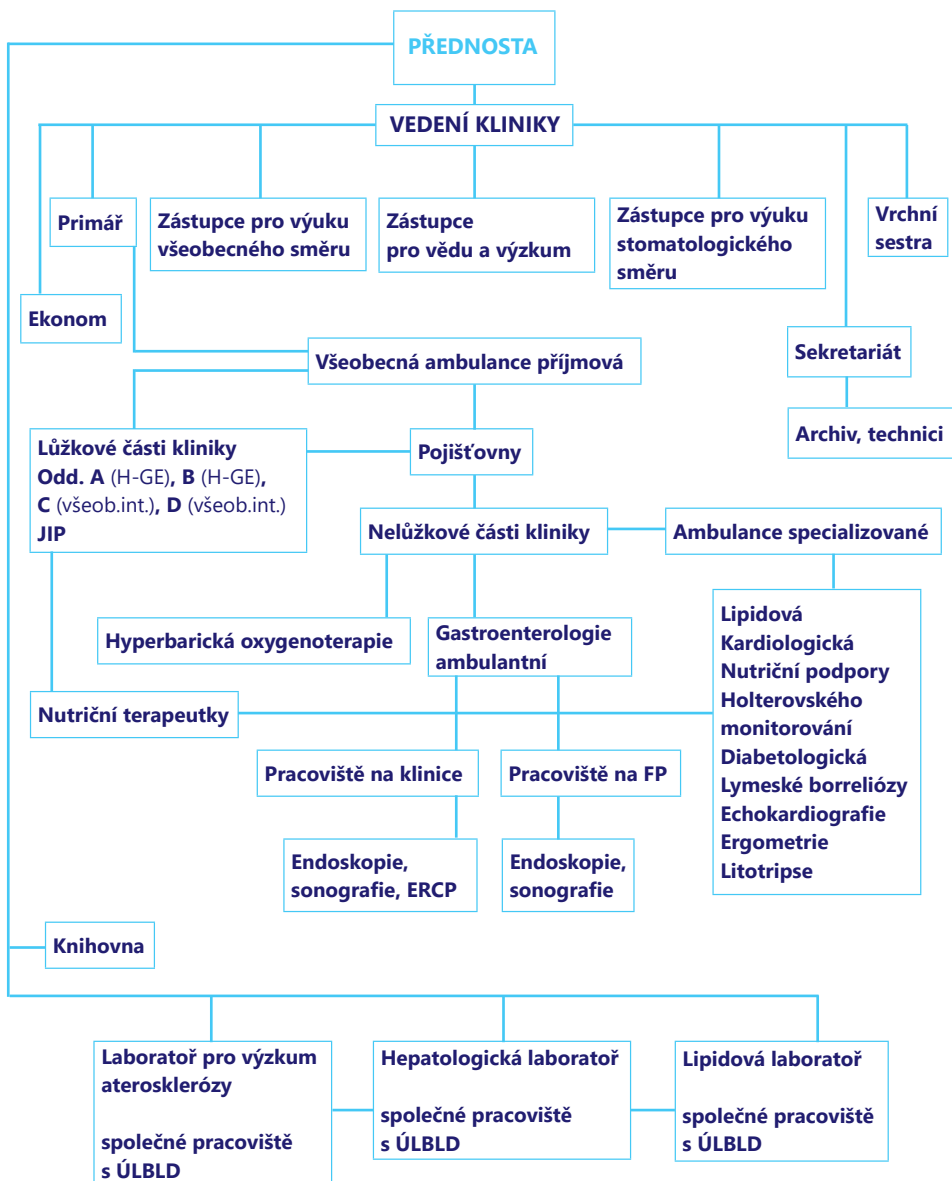 PŘEDNOSTA
VEDENÍ KLINIKY
Primář
Zástupce pro výuku
všeobecného směru
Zástupce
pro vědu a výzkum
Zástupce pro výuku
stomatologického
směru
Vrchní
sestra
Ekonom
Sekretariát
Všeobecná ambulance příjmová
Archiv, technici
Lůžkové části kliniky
Odd. A (H-GE), B (H-GE),
C (všeob.int.), D (všeob.int.)
JIP
Pojišťovny
Nelůžkové části kliniky
Ambulance specializované
Hyperbarická oxygenoterapie
Gastroenterologie
ambulantní
Lipidová
Kardiologická
Nutriční podpory
Holterovského
monitorování
Diabetologická
Lymeské borreliózy
Echokardiografie
Ergometrie
Litotripse
Nutriční terapeutky
Pracoviště na klinice
Pracoviště na FP
Endoskopie,
sonografie, ERCP
Endoskopie,
sonografie
Knihovna
Laboratoř pro výzkum
aterosklerózy
společné pracoviště
s ÚLBLD
Hepatologická laboratoř
společné pracoviště
s ÚLBLD
Lipidová laboratoř
společné pracoviště
s ÚLBLD